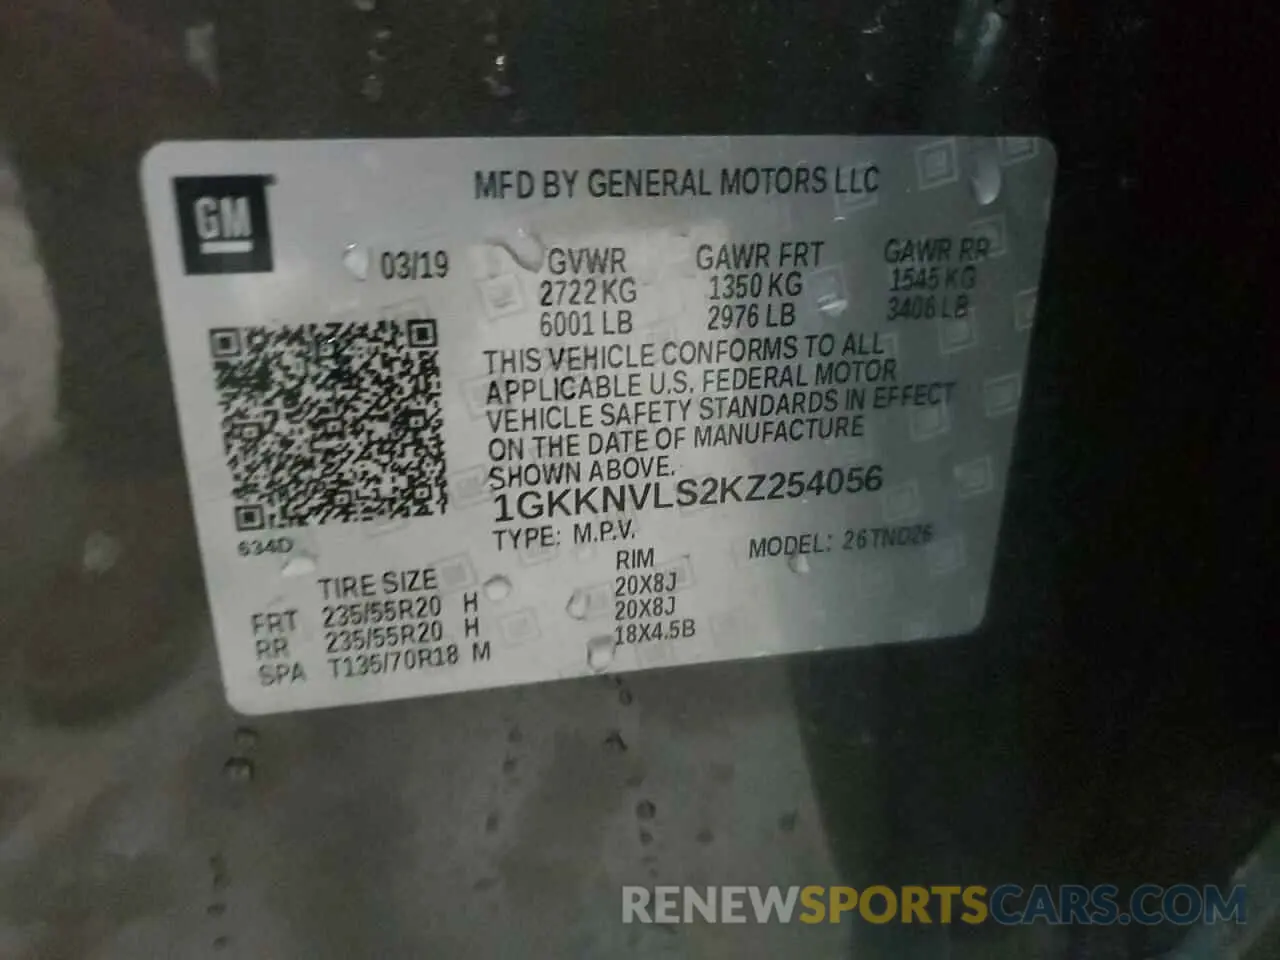 GM
MFD BY GENERAL MOTORS LLC
03/19
GVWR GAWR FRT GAWR RR
2722 KG 1350 KG 1545 KG
6001 LB 2976 LB 3406 LB
THIS VEHICLE CONFORMS TO ALL
APPLICABLE U.S. FEDERAL MOTOR
VEHICLE SAFETY STANDARDS IN EFFECT
ON THE DATE OF MANUFACTURE
SHOWN ABOVE.
1GKKNVLS2KZ254056
TYPE: M.P.V. MODEL:
TIRE SIZE RIM
FRT 235/55R20 H 20X8J
RR 235/55R20 H 20X8J
SPA T135/70R18 M 18X4.5B
RENEWSPORTSCARS.COM